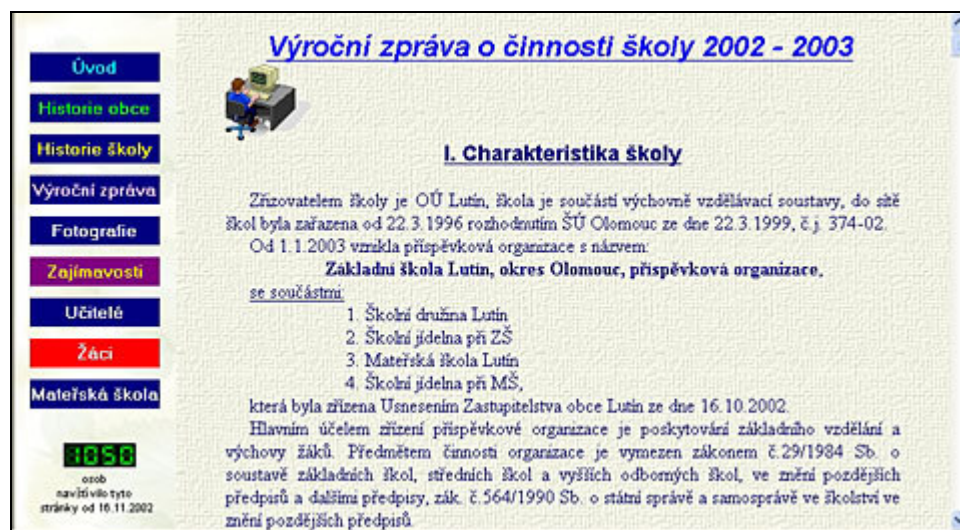 Úvod
Historie obce
Historie školy
Výroční zpráva
Fotografie
Zajímavosti
Učitelé
Žáci
Mateřská škola
1050
osob
navštívilo tyto
stránky od 16.11.2002
Výroční zpráva o činnosti školy 2002 - 2003
I. Charakteristika školy
Zřizovatelem školy je OÚ Lutín, škola je součástí výchovně vzdělávací soustavy, do sítě
škol byla zařazena od 22.3.1996 rozhodnutím ŠÚ Olomouc ze dne 22.3.1999, č.j. 374-02.
Od 1.1.2003 vznikla příspěvková organizace s názvem:
Základní škola Lutín, okres Olomouc, příspěvková organizace,
se součástmi:
1. Školní družina Lutín
2. Školní jídelna při ZŠ
3. Mateřská škola Lutín
4. Školní jídelna při MŠ,
která byla zřízena Usnesením Zastupitelstva obce Lutín ze dne 16.10.2002.
Hlavním účelem zřízení příspěvkové organizace je poskytování základního vzdělání a
výchovy žáků. Předmětem činnosti organizace je vymezen zákonem č.29/1984 Sb. o
soustavě základních škol, středních škol a vyšších odborných škol, ve znění pozdějších
předpisů a dalšími předpisy, zák. č.564/1990 Sb. o státní správě a samosprávě ve školství ve
znění pozdějších předpisů.